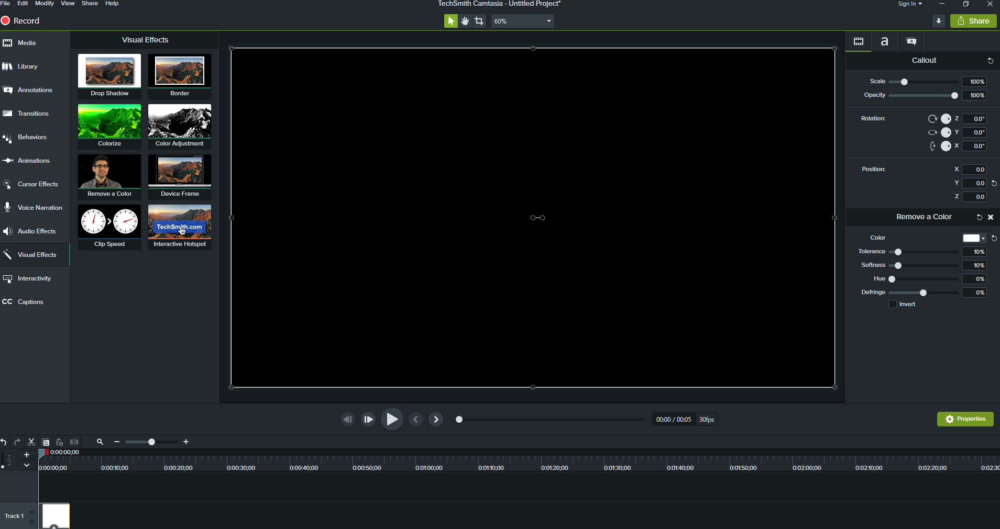 File Edit Modify View Share Help
TechSmith Camtasia - Untitled Project*
Sign In
Record
60%
Share
Media
Library
a Annotations
Transitions
Behaviors
Animations
Cursor Effects
Voice Narration
Audio Effects
Visual Effects
Interactivity
CC Captions
Visual Effects
Drop Shadow Border
Colorize Color Adjustment
Remove a Color Device Frame
TechSmith.com
Clip Speed Interactive Hotspot
a a
Callout
Scale 100%
Opacity 100%
Rotation: Z 0.0°
Y 0.0°
X 0.0°
Position: X 0.0
Y 0.0
Z 0.0
Remove a Color
Color
Tolerance 10%
Softness 10%
Hue 0%
Defringe 0%
Invert
00:00 / 00:05 30fps
Properties
0:00:00;00
0:00:00;00 0:00:10;00 0:00:20;00 0:00:30;00 0:00:40;00 0:00:50;00 0:01:00;00 0:01:10;00 0:01:20;00 0:01:30;00 0:01:40;00 0:01:50;00 0:02:00;00 0:02:10;00 0:02:20;00 0:02:30
Track 1